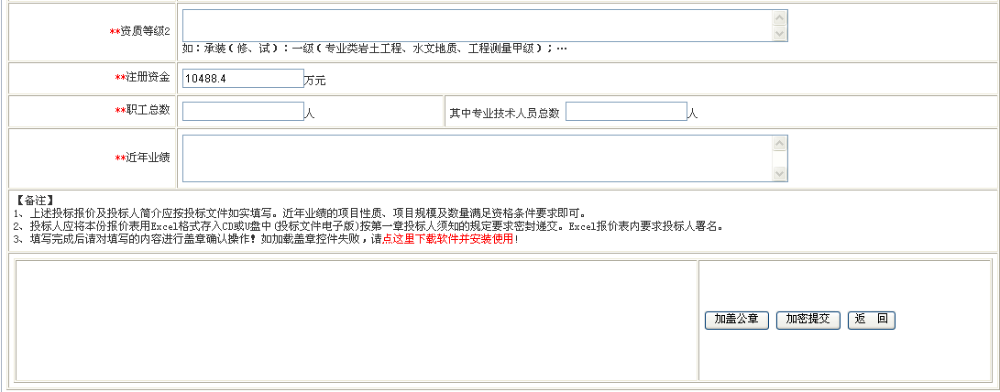 **资质等级2
如：承装（修、试）：一级（专业类岩土工程、水文地质、工程测量甲级）；…
**注册资金 10488.4 万元
**职工总数 人 其中专业技术人员总数 人
**近年业绩
【备注】
1、上述投标报价及投标人简介应按投标文件如实填写。近年业绩的项目性质、项目规模及数量满足资格条件要求即可。
2、投标人应将本份报价表用Excel格式存入CD或U盘中(投标文件电子版)按第一章投标人须知的规定要求密封递交。Excel报价表内要求投标人署名。
3、填写完成后请对填写的内容进行盖章确认操作！如加载盖章控件失败，请点这里下载软件并安装使用!
加盖公章 加密提交 返 回